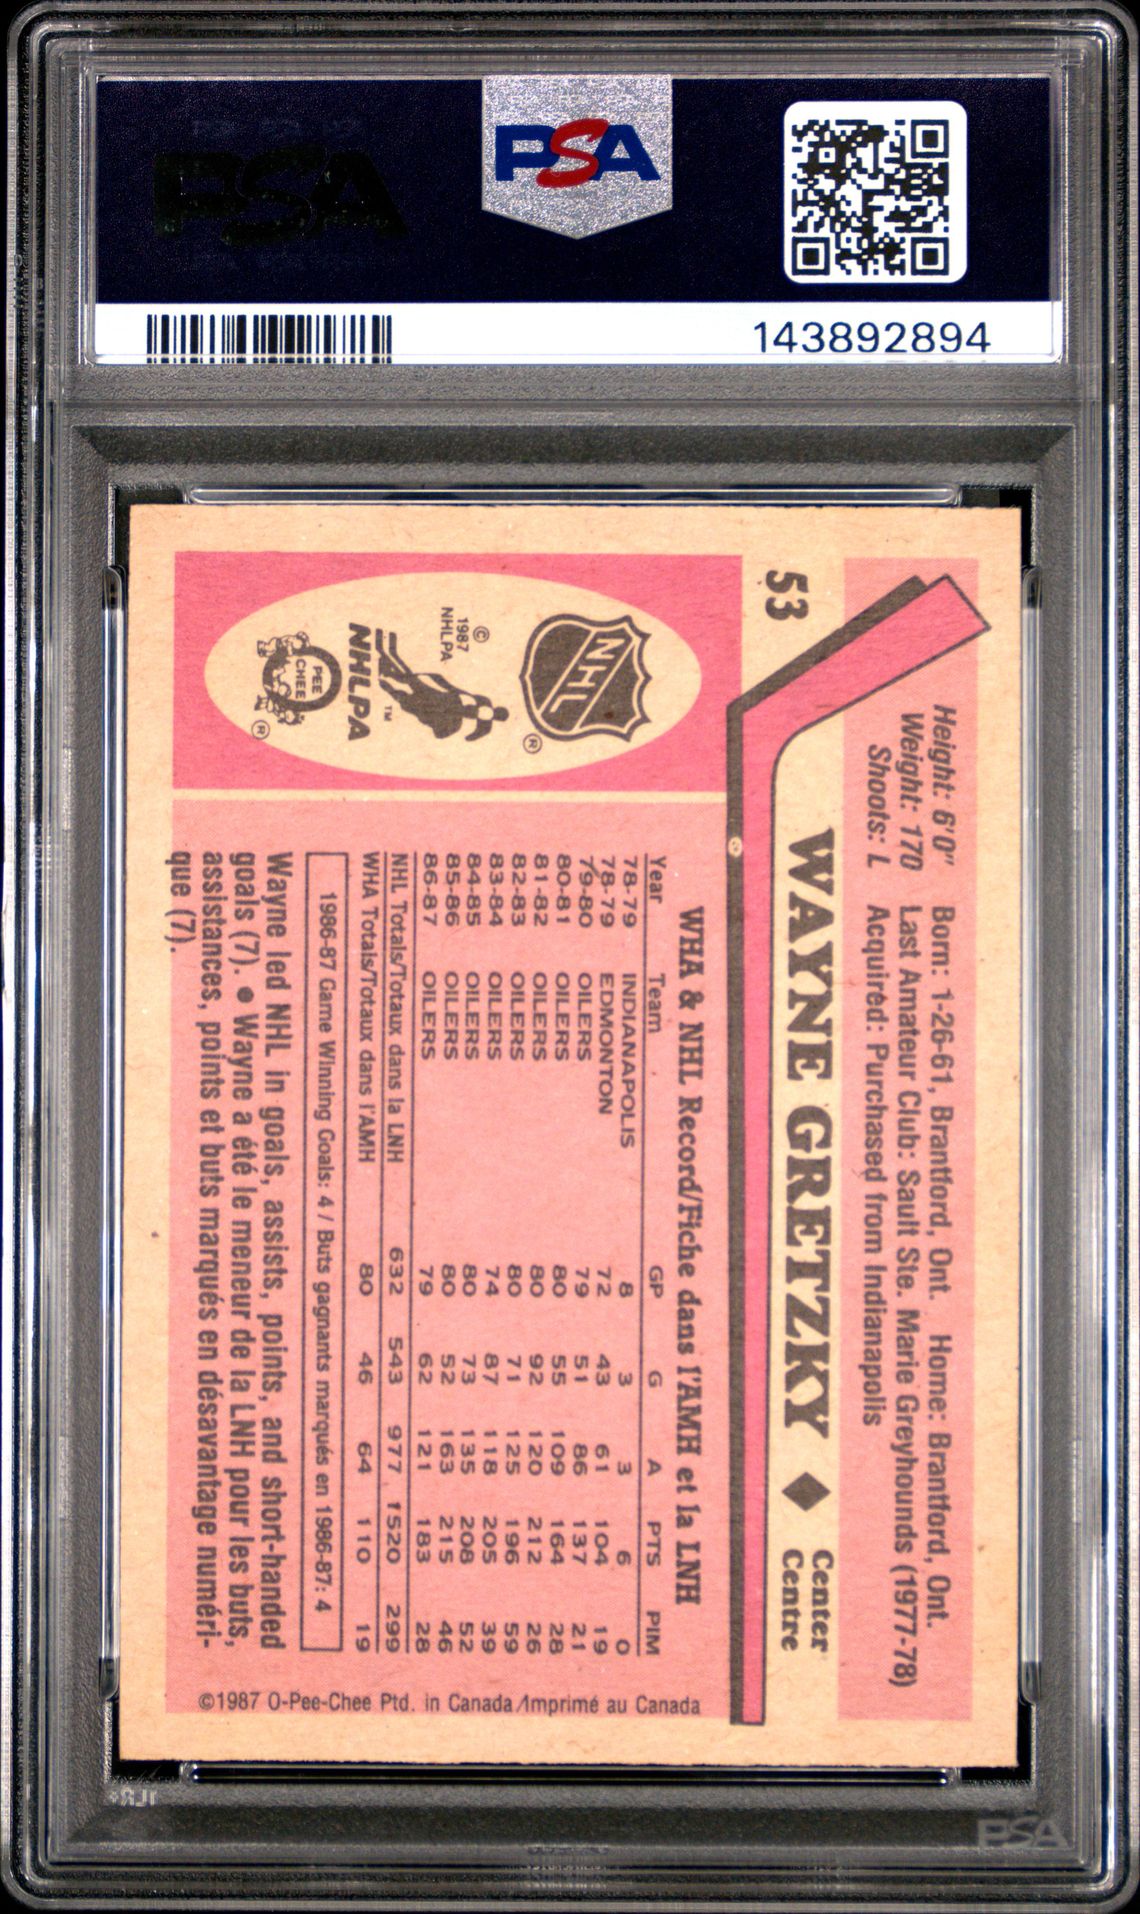 PSA
PSA
143892894
53
Height: 6'0" Born: 1-26-61, Brantford, Ont. Home: Brantford, Ont.
Weight: 170 Last Amateur Club: Sault Ste. Marie Greyhounds (1977-78)
Shoots: L Acquired: Purchased from Indianapolis
WAYNE GRETZKY ♦ Center
Centre
NHL ®
© 1987
NHLPA
NHLPA ™
O PEE CHEE ®
WHA & NHL Record/Fiche dans l'AMH et la LNH
Year Team GP G A PTS PIM
78-79 INDIANAPOLIS 8 3 3 6 0
78-79 EDMONTON 72 43 61 104 19
79-80 OILERS 79 51 86 137 21
80-81 OILERS 80 55 109 164 28
81-82 OILERS 80 92 120 212 26
82-83 OILERS 80 71 125 196 59
83-84 OILERS 74 87 118 205 39
84-85 OILERS 80 73 135 208 52
85-86 OILERS 80 52 163 215 46
86-87 OILERS 79 62 121 183 28
NHL Totals/Totaux dans la LNH 632 543 977 1520 299
WHA Totals/Totaux dans l'AMH 80 46 64 110 19
1986-87 Game Winning Goals: 4 / Buts gagnants marqués en 1986-87: 4
Wayne led NHL in goals, assists, points, and short-handed
goals (7). ● Wayne a été le meneur de la LNH pour les buts,
assistances, points et buts marqués en désavantage numéri-
que (7).
©1987 O-Pee-Chee Ptd. in Canada/Imprimé au Canada
PSA